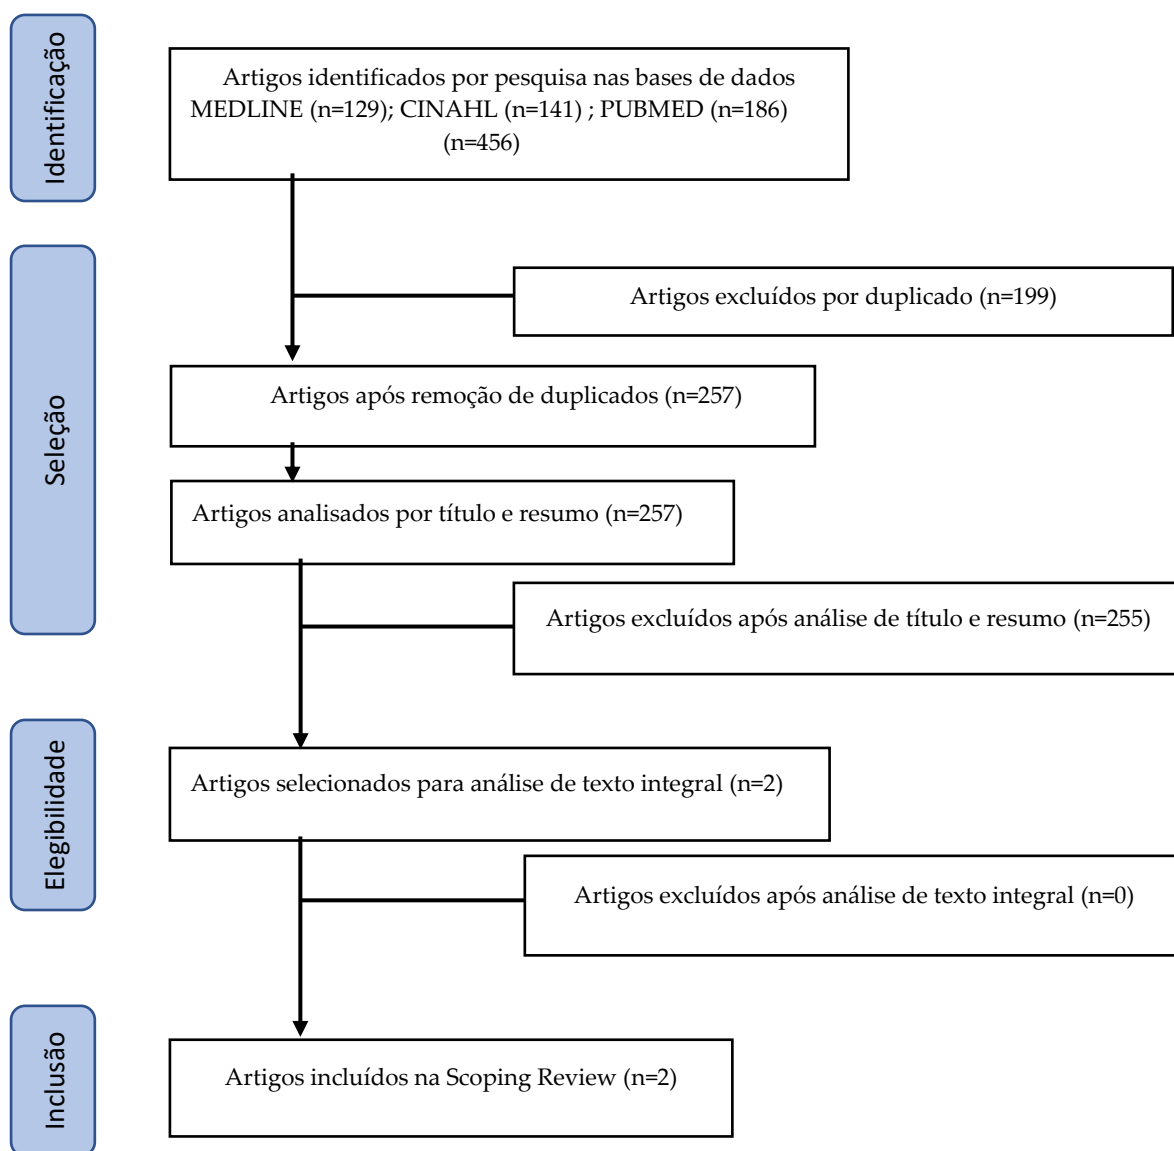 Identificação
Artigos identificados por pesquisa nas bases de dados
MEDLINE (n=129); CINAHL (n=141) ; PUBMED (n=186)
(n=456)
Seleção
Artigos excluídos por duplicado (n=199)
Artigos após remoção de duplicados (n=257)
Artigos analisados por título e resumo (n=257)
Artigos excluídos após análise de título e resumo (n=255)
Elegibilidade
Artigos selecionados para análise de texto integral (n=2)
Artigos excluídos após análise de texto integral (n=0)
Inclusão
Artigos incluídos na Scoping Review (n=2)